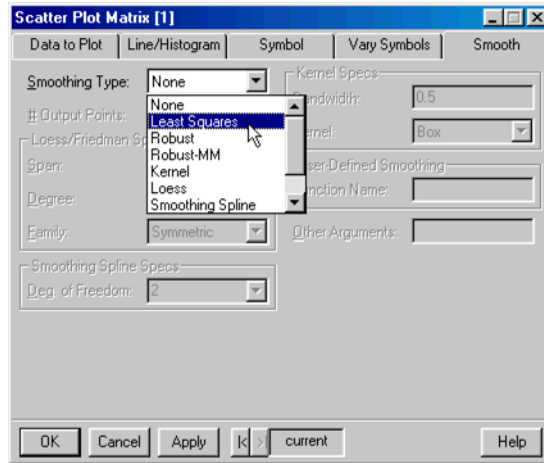 Scatter Plot Matrix [1]
Data to Plot
Line/Histogram
Symbol
Vary Symbols
Smooth
Smoothing Type:
None
None
Least Squares
Robust
Robust-MM
Kernel
Loess
Smoothing Spline
# Output Points:
Loess/Friedman Sp
Span:
Degree:
Family:
Symmetric
Smoothing Spline Specs
Deg. of Freedom:
2
Kernel Specs
andwidth:
0.5
ernel:
Box
ser-Defined Smoothing
unction Name:
Other Arguments:
OK
Cancel
Apply
current
Help